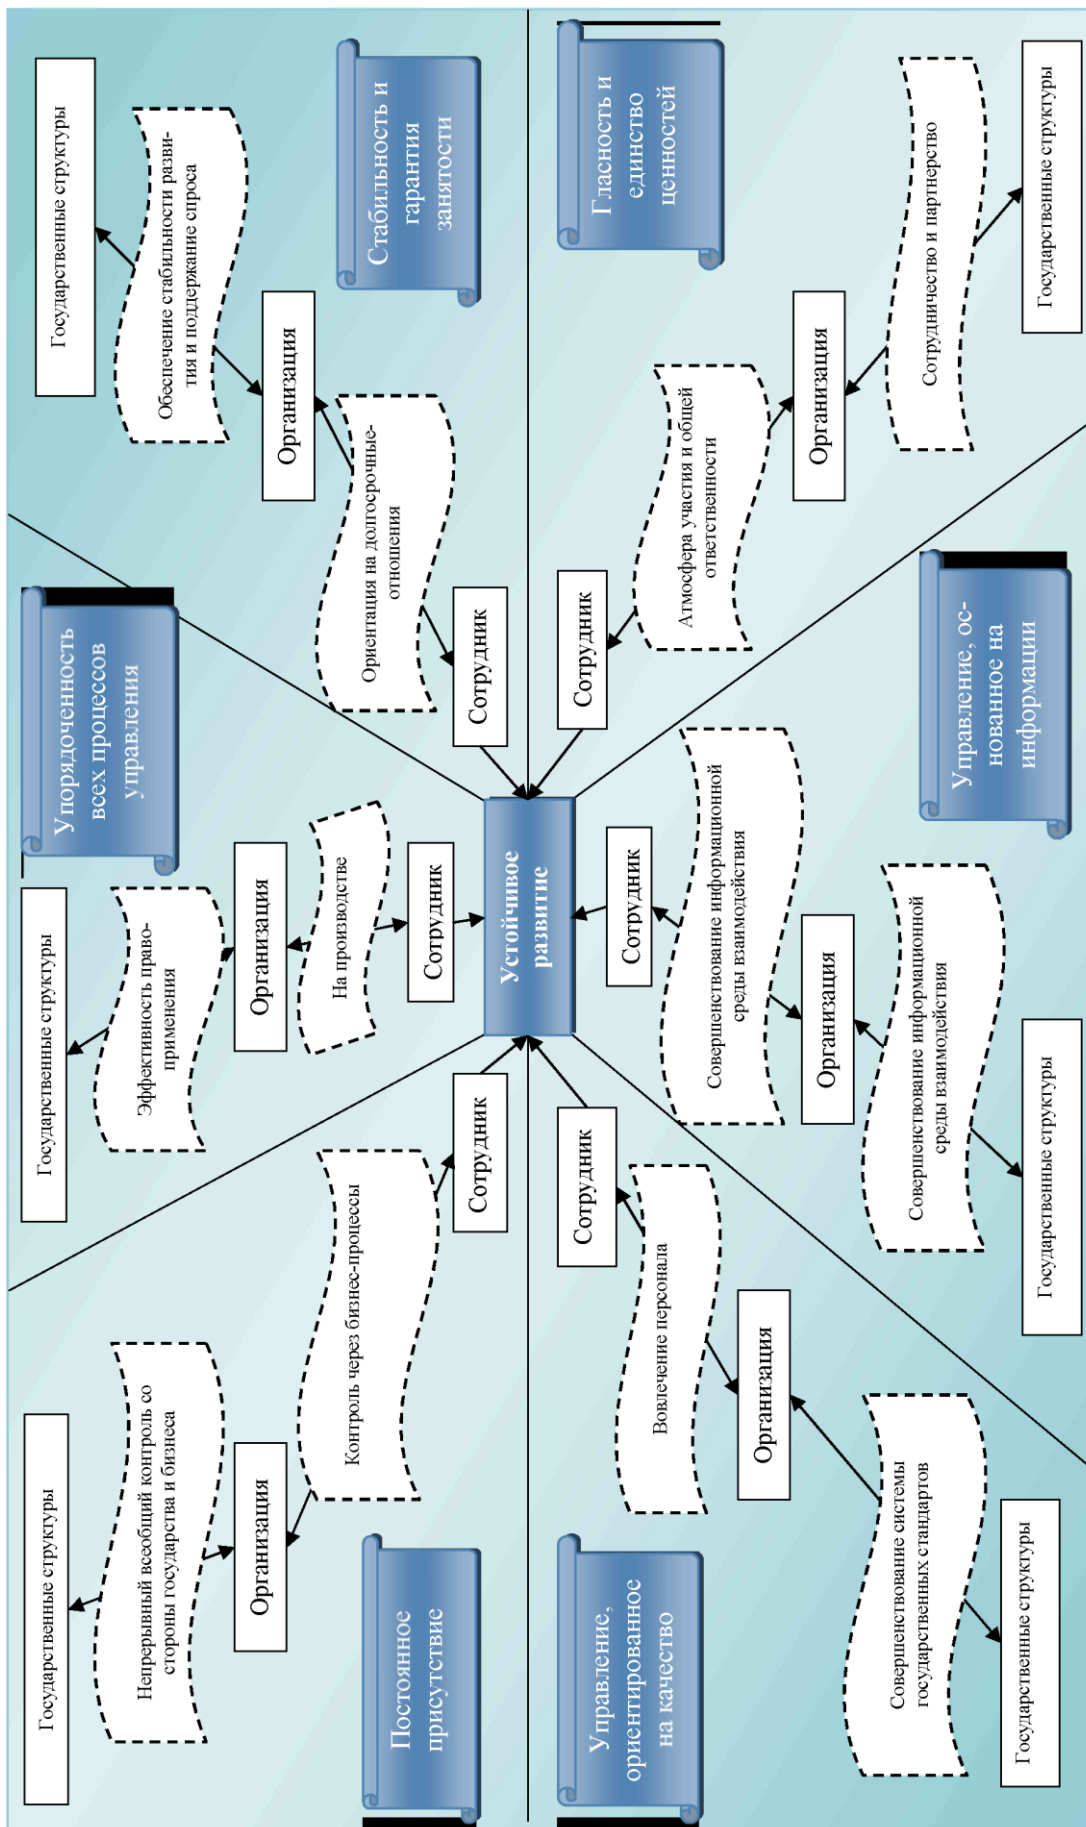 Государственные структуры
Непрерывный всеобщий контроль со
стороны государства и бизнеса
Организация
Контроль через бизнес-процессы
Сотрудник
Постоянное
присутствие
Упорядоченность
всех процессов
управления
Государственные структуры
Эффективность право-
применения
Организация
На производстве
Сотрудник
Государственные структуры
Обеспечение стабильности разви-
тия и поддержание спроса
Организация
Ориентация на долгосрочные-
отношения
Сотрудник
Стабильность и
гарантия
занятости
Устойчивое
развитие
Управление,
ориентированное
на качество
Сотрудник
Вовлечение персонала
Организация
Совершенствование системы
государственных стандартов
Государственные структуры
Сотрудник
Совершенствование информационной
среды взаимодействия
Организация
Совершенствование информационной
среды взаимодействия
Государственные структуры
Управление, ос-
нованное на
информации
Гласность и
единство
ценностей
Сотрудник
Атмосфера участия и общей
ответственности
Организация
Сотрудничество и партнерство
Государственные структуры